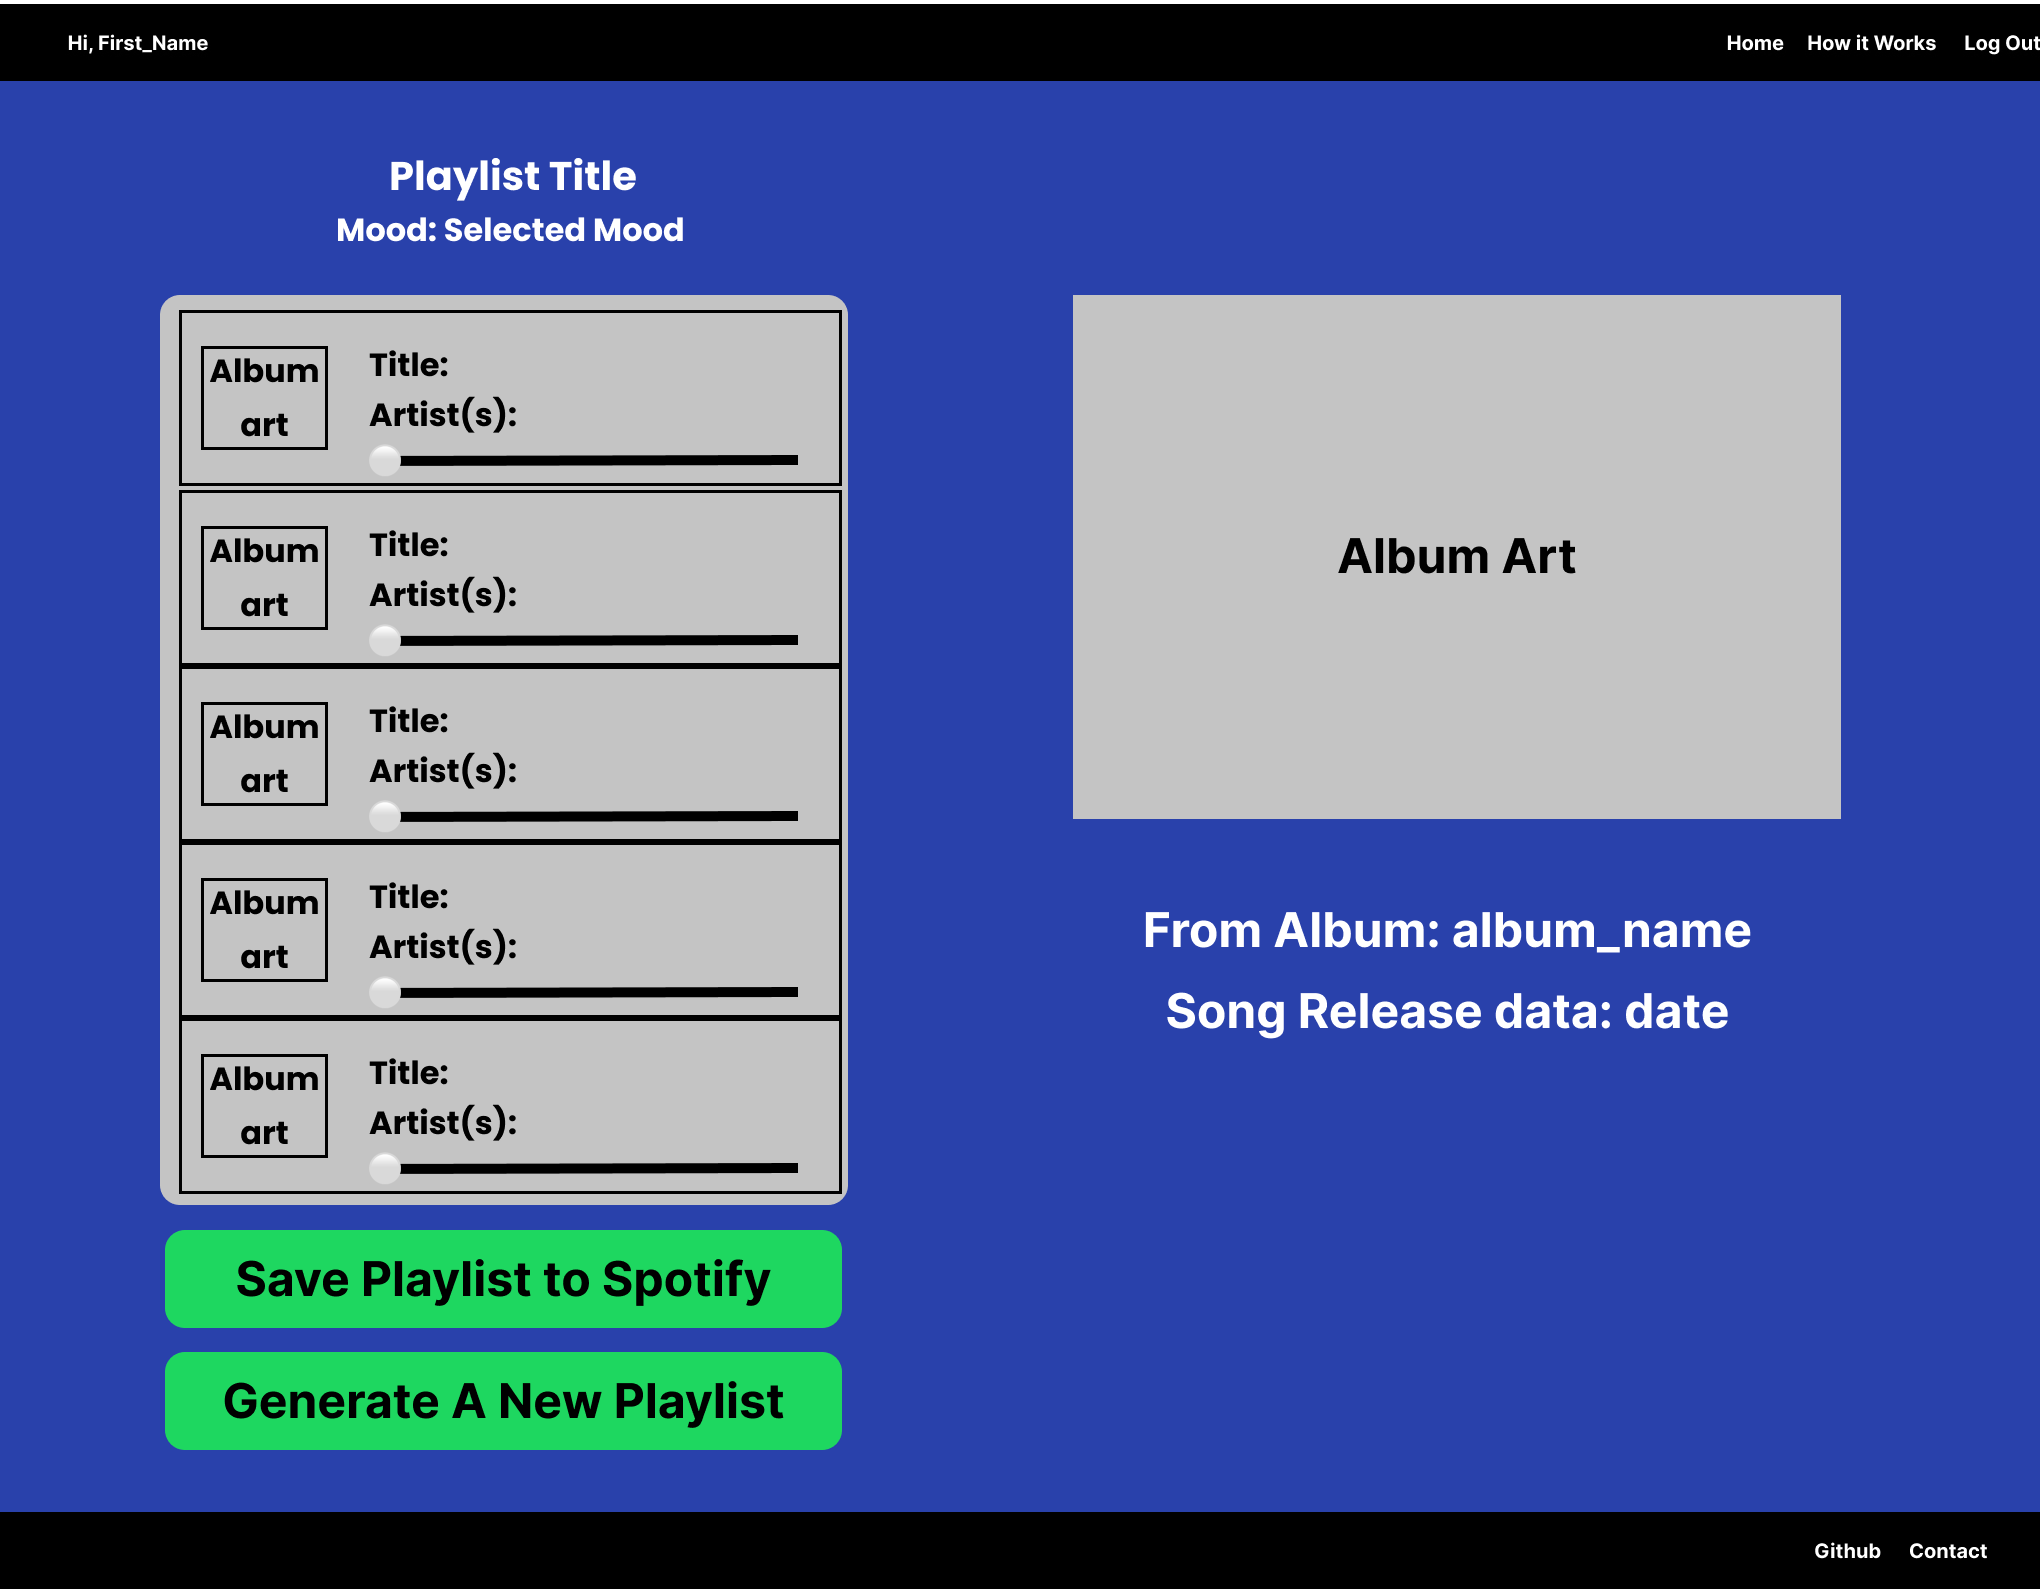 Hi, First_Name
Home How it Works Log Out
Playlist Title
Mood: Selected Mood
Album
art
Title:
Artist(s):
Album
art
Title:
Artist(s):
Album
art
Title:
Artist(s):
Album
art
Title:
Artist(s):
Album
art
Title:
Artist(s):
Save Playlist to Spotify
Generate A New Playlist
Album Art
From Album: album_name
Song Release data: date
Github Contact